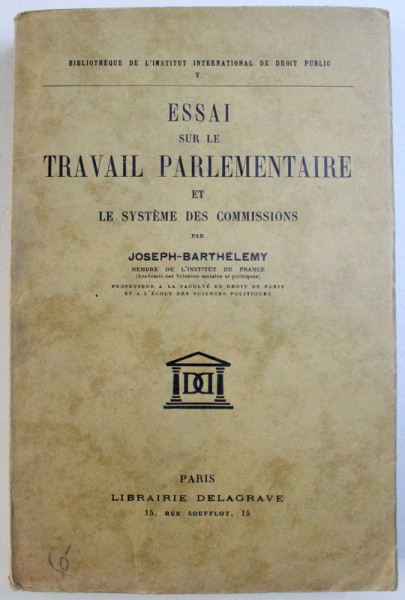 BIBLIOTHÈQUE DE L'INSTITUT INTERNATIONAL DE DROIT PUBLIC
V
ESSAI
SUR LE
TRAVAIL PARLEMENTAIRE
ET
LE SYSTÈME DES COMMISSIONS
PAR
JOSEPH-BARTHÉLEMY
MEMBRE DE L'INSTITUT DE FRANCE
(Académie des Sciences morales et politiques)
PROFESSEUR A LA FACULTÉ DE DROIT DE PARIS
ET A L'ÉCOLE DES SCIENCES POLITIQUES
PARIS
LIBRAIRIE DELAGRAVE
15, RUE SOUFFLOT, 15